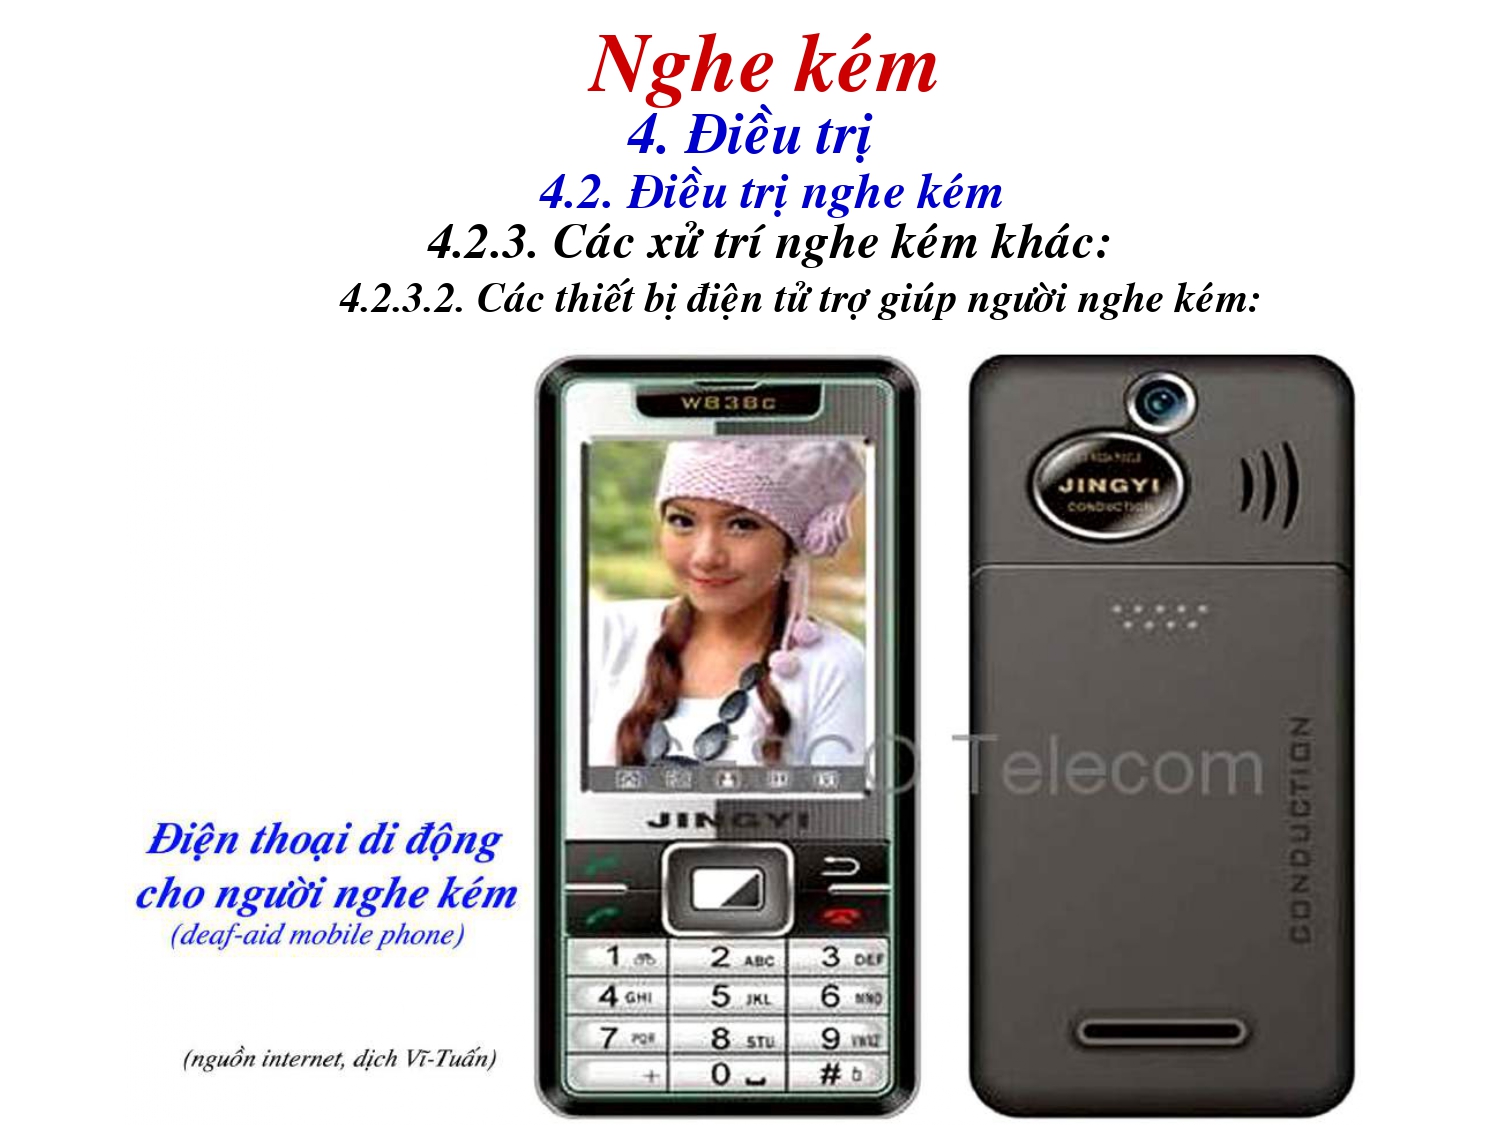 Nghe kém
4. Điều trị
4.2. Điều trị nghe kém
4.2.3. Các xử trí nghe kém khác:
4.2.3.2. Các thiết bị điện tử trợ giúp người nghe kém:
W838c
JINGYI
CONDUCTION
Telecom
CONDUCTION
JINGYI
Điện thoại di động
cho người nghe kém
(deaf-aid mobile phone)
1
2 ABC
3 DEF
4 GHI
5 JKL
6 MNO
7 PQR
8 STU
9
+
0
#
(nguồn internet, dịch Vĩ-Tuấn)